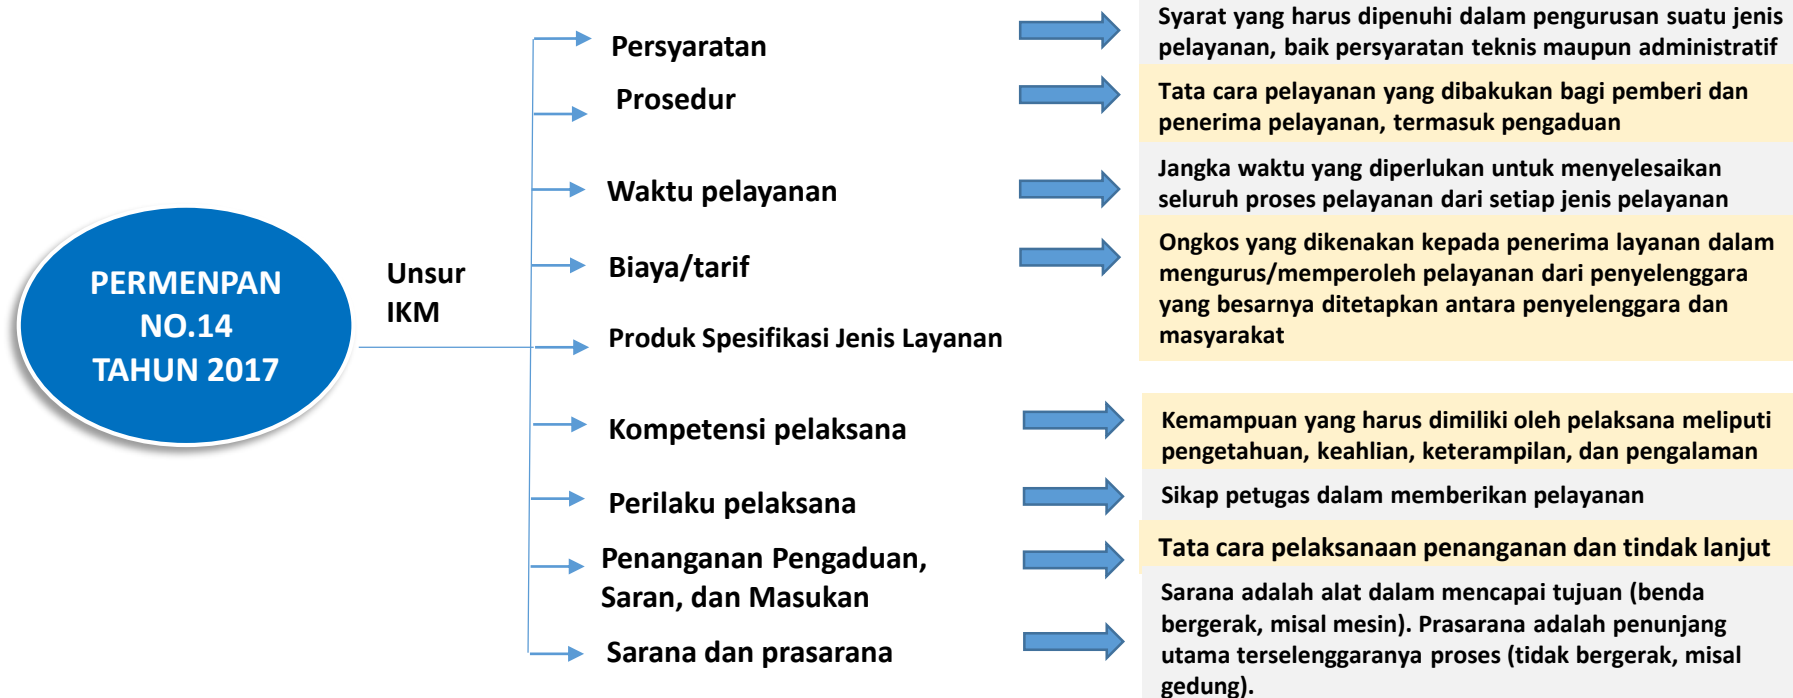 PERMENPAN
NO.14
TAHUN 2017
Unsur
IKM
Persyaratan
Syarat yang harus dipenuhi dalam pengurusan suatu jenis
pelayanan, baik persyaratan teknis maupun administratif
Prosedur
Tata cara pelayanan yang dibakukan bagi pemberi dan
penerima pelayanan, termasuk pengaduan
Waktu pelayanan
Jangka waktu yang diperlukan untuk menyelesaikan
seluruh proses pelayanan dari setiap jenis pelayanan
Biaya/tarif
Ongkos yang dikenakan kepada penerima layanan dalam
mengurus/memperoleh pelayanan dari penyelenggara
yang besarnya ditetapkan antara penyelenggara dan
masyarakat
Produk Spesifikasi Jenis Layanan
Kompetensi pelaksana
Kemampuan yang harus dimiliki oleh pelaksana meliputi
pengetahuan, keahlian, keterampilan, dan pengalaman
Perilaku pelaksana
Sikap petugas dalam memberikan pelayanan
Penanganan Pengaduan,
Saran, dan Masukan
Tata cara pelaksanaan penanganan dan tindak lanjut
Sarana dan prasarana
Sarana adalah alat dalam mencapai tujuan (benda
bergerak, misal mesin). Prasarana adalah penunjang
utama terselenggaranya proses (tidak bergerak, misal
gedung).